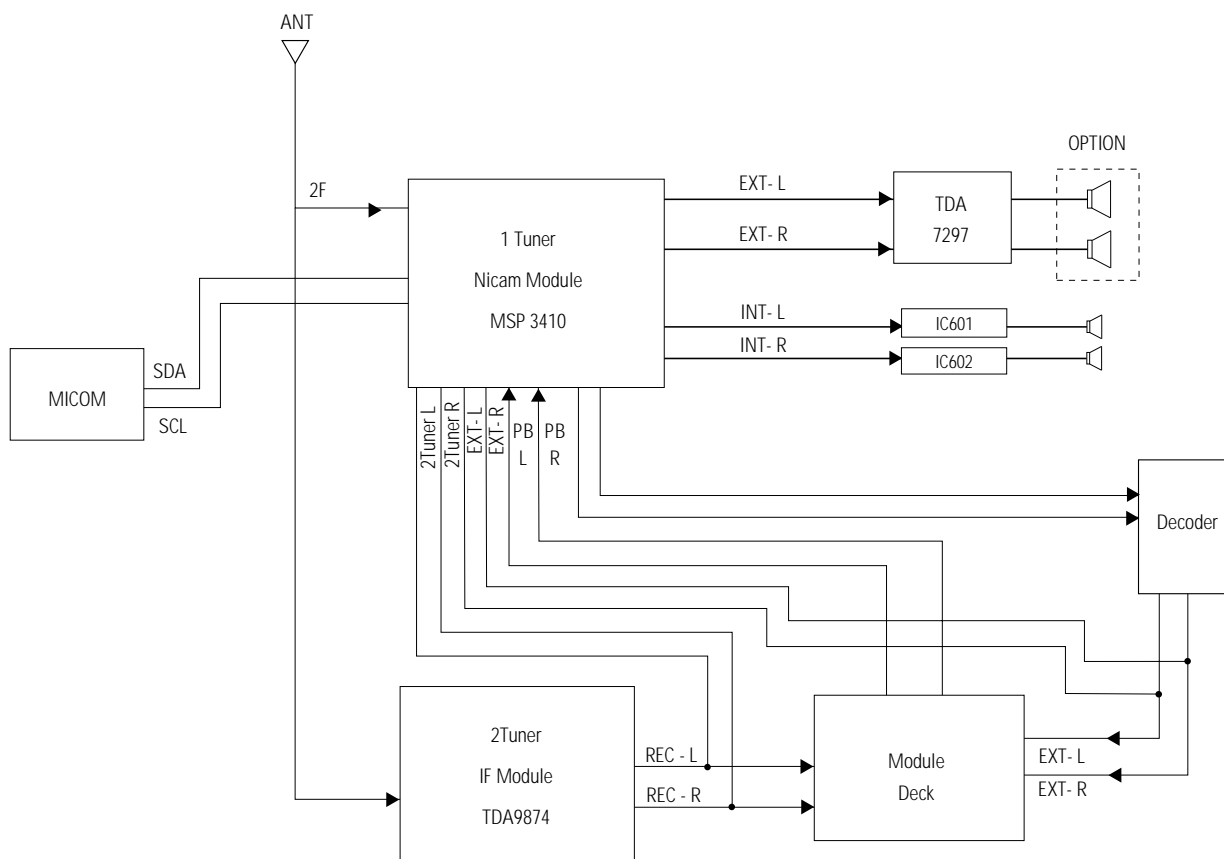 ANT
OPTION
2F
EXT- L
TDA
7297
1 Tuner
EXT- R
Nicam Module
MSP 3410
INT- L
IC601
INT- R
IC602
SDA
MICOM
SCL
2Tuner L
2Tuner R
EXT- L
EXT- R
PB
L
PB
R
Decoder
2Tuner
IF Module
TDA9874
REC - L
REC - R
Module
Deck
EXT- L
EXT- R